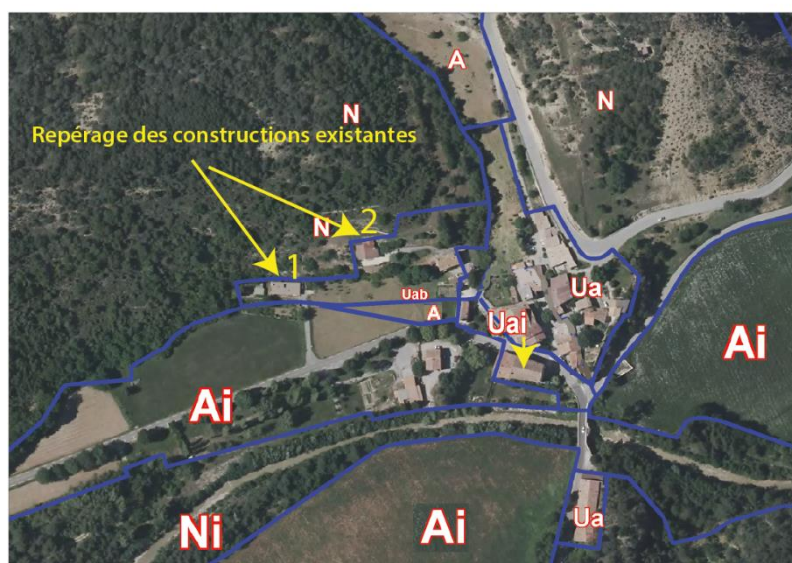 A
N
N
Repérage des constructions existantes
2
N
1
Uab
Ua
A
Uai
Ai
Ai
Ni
Ai
Ua